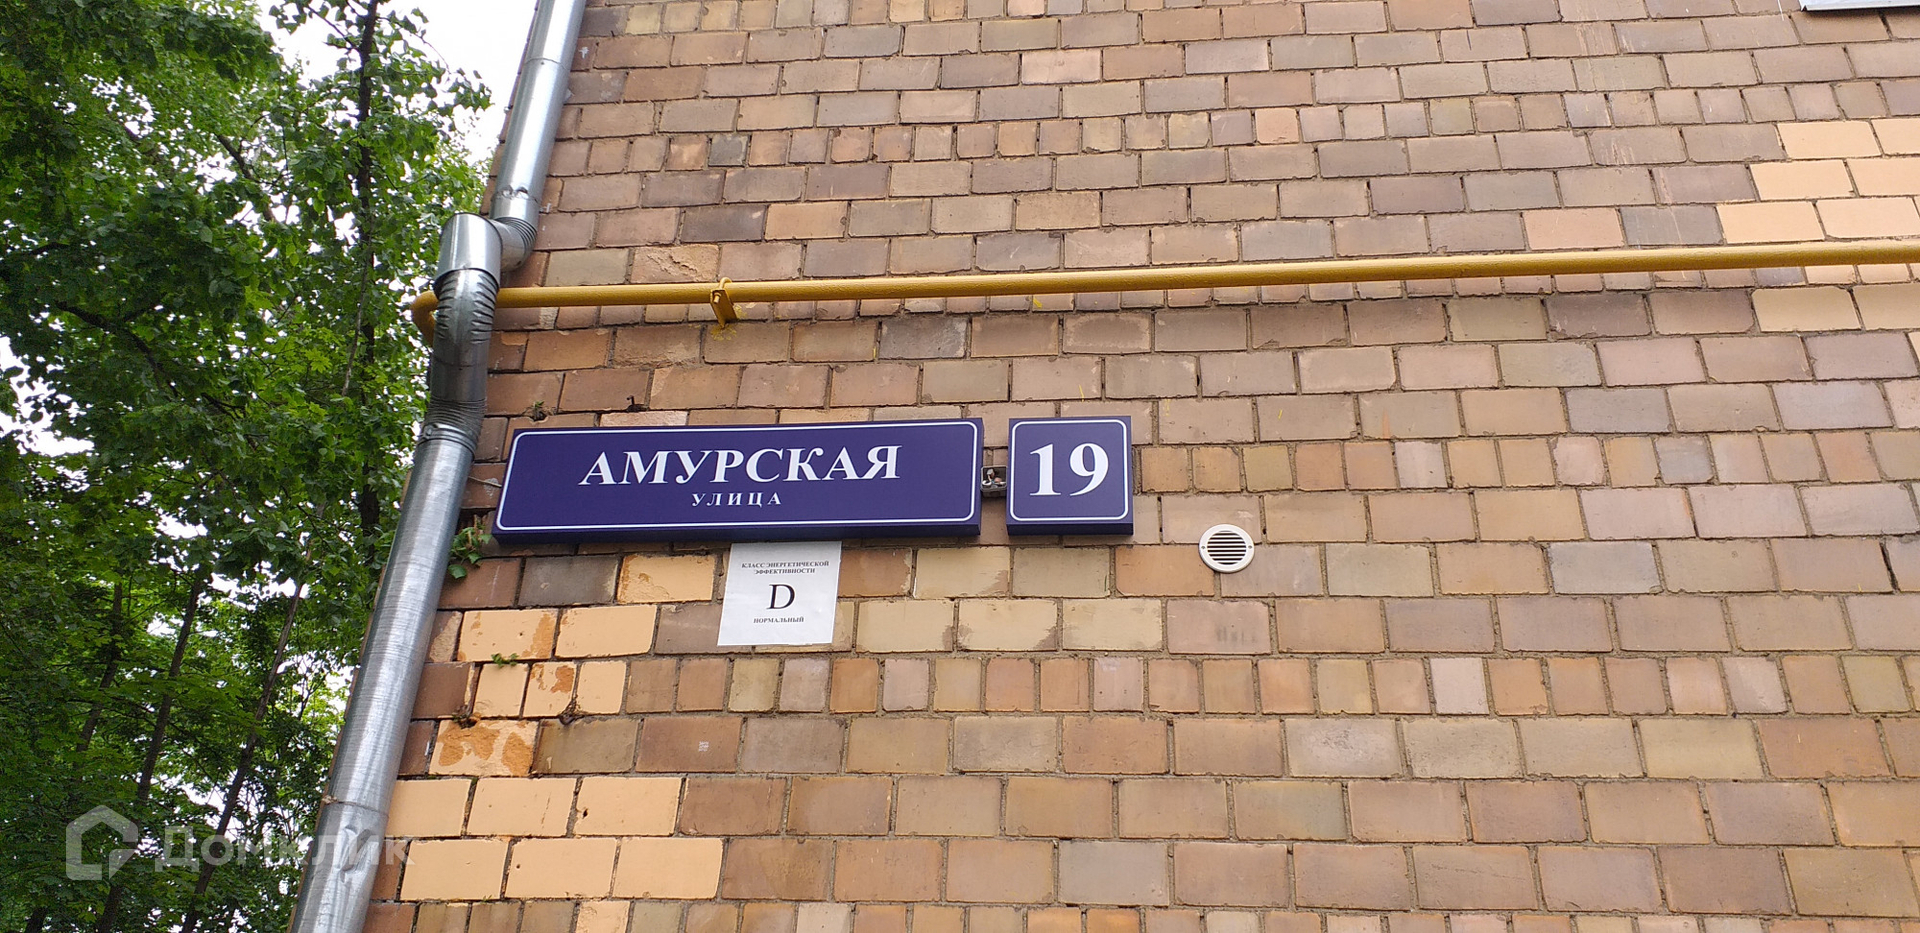 АМУРСКАЯ
УЛИЦА
19
КЛАСС ЭНЕРГЕТИЧЕСКОЙ
ЭФФЕКТИВНОСТИ
D
НОРМАЛЬНЫЙ
Домклик